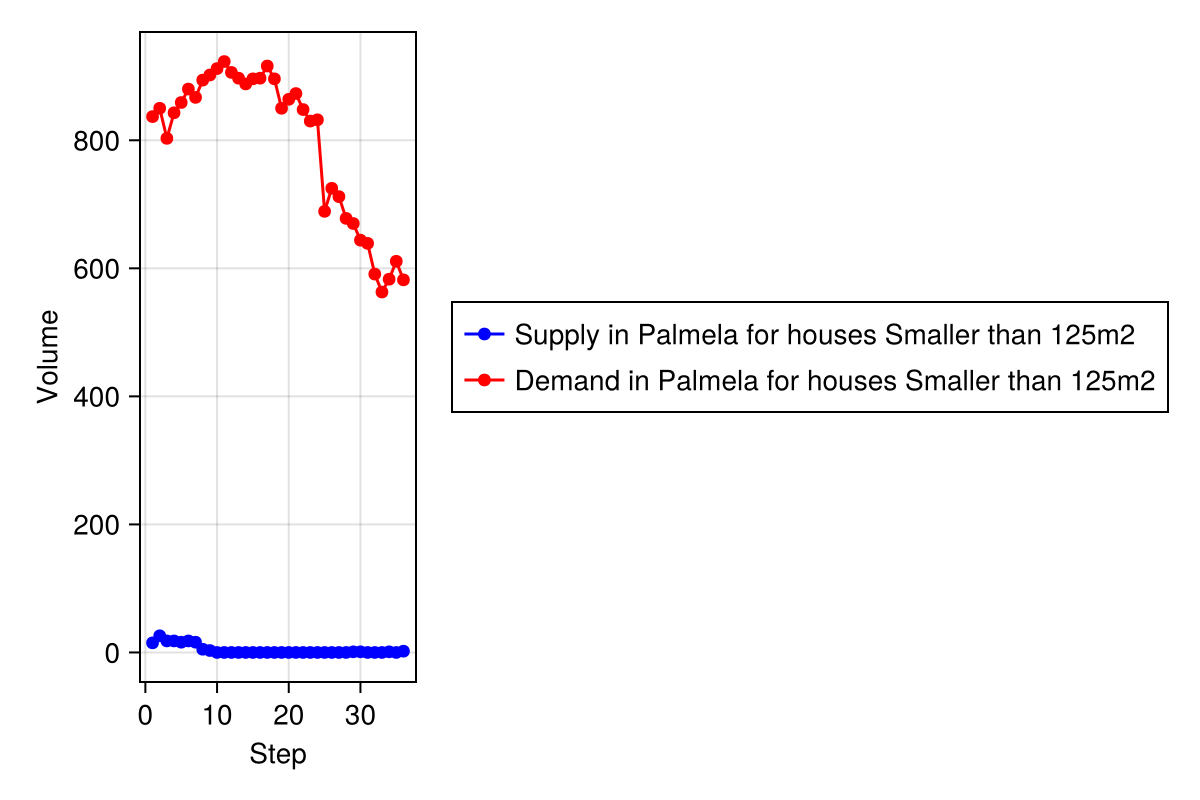 Volume
800
600
400
200
0
0 10 20 30
Step
Supply in Palmela for houses Smaller than 125m2
Demand in Palmela for houses Smaller than 125m2